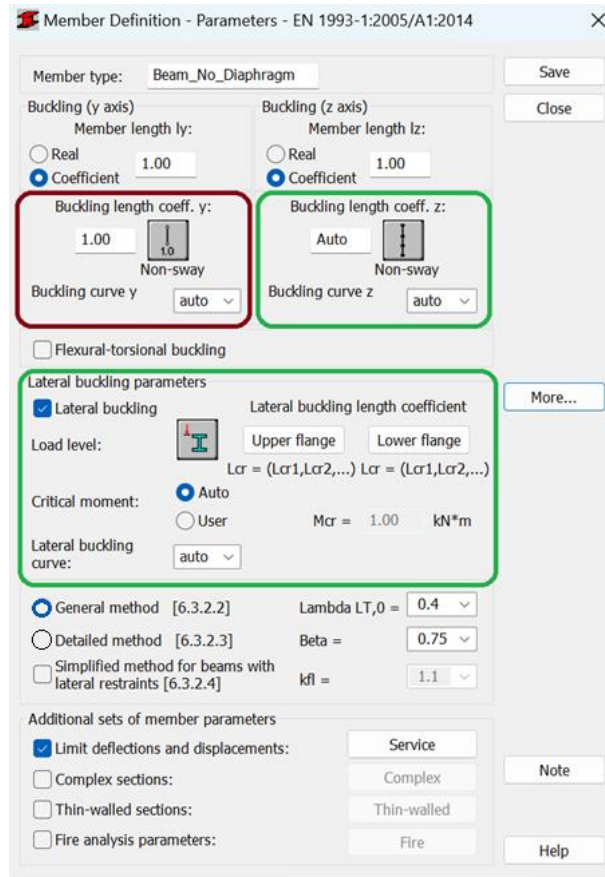 Member Definition - Parameters - EN 1993-1:2005/A1:2014
Member type: Beam_No_Diaphragm
Save
Buckling (y axis) Buckling (z axis)
Close
Member length ly: Member length lz:
Real Real
1.00 1.00
Coefficient Coefficient
Buckling length coeff. y: Buckling length coeff. z:
1.00 1.0 Auto
Non-sway Non-sway
Buckling curve y auto Buckling curve z auto
Flexural-torsional buckling
Lateral buckling parameters
More...
Lateral buckling Lateral buckling length coefficient
Load level: Upper flange Lower flange
Lcr = (Lcr1,Lcr2,...) Lcr = (Lcr1,Lcr2,...)
Critical moment: Auto
User Mcr = 1.00 kN*m
Lateral buckling
curve: auto
General method [6.3.2.2] Lambda LT,0 = 0.4
Detailed method [6.3.2.3] Beta = 0.75
Simplified method for beams with
lateral restraints [6.3.2.4] kfl = 1.1
Additional sets of member parameters
Limit deflections and displacements: Service
Complex sections: Complex
Note
Thin-walled sections: Thin-walled
Fire analysis parameters: Fire
Help